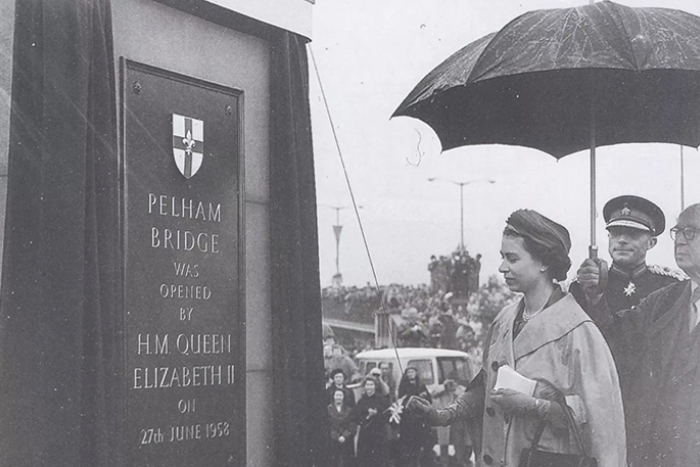 PELHAM
BRIDGE
WAS
OPENED
BY
H.M. QUEEN
ELIZABETH II
ON
27th JUNE 1958